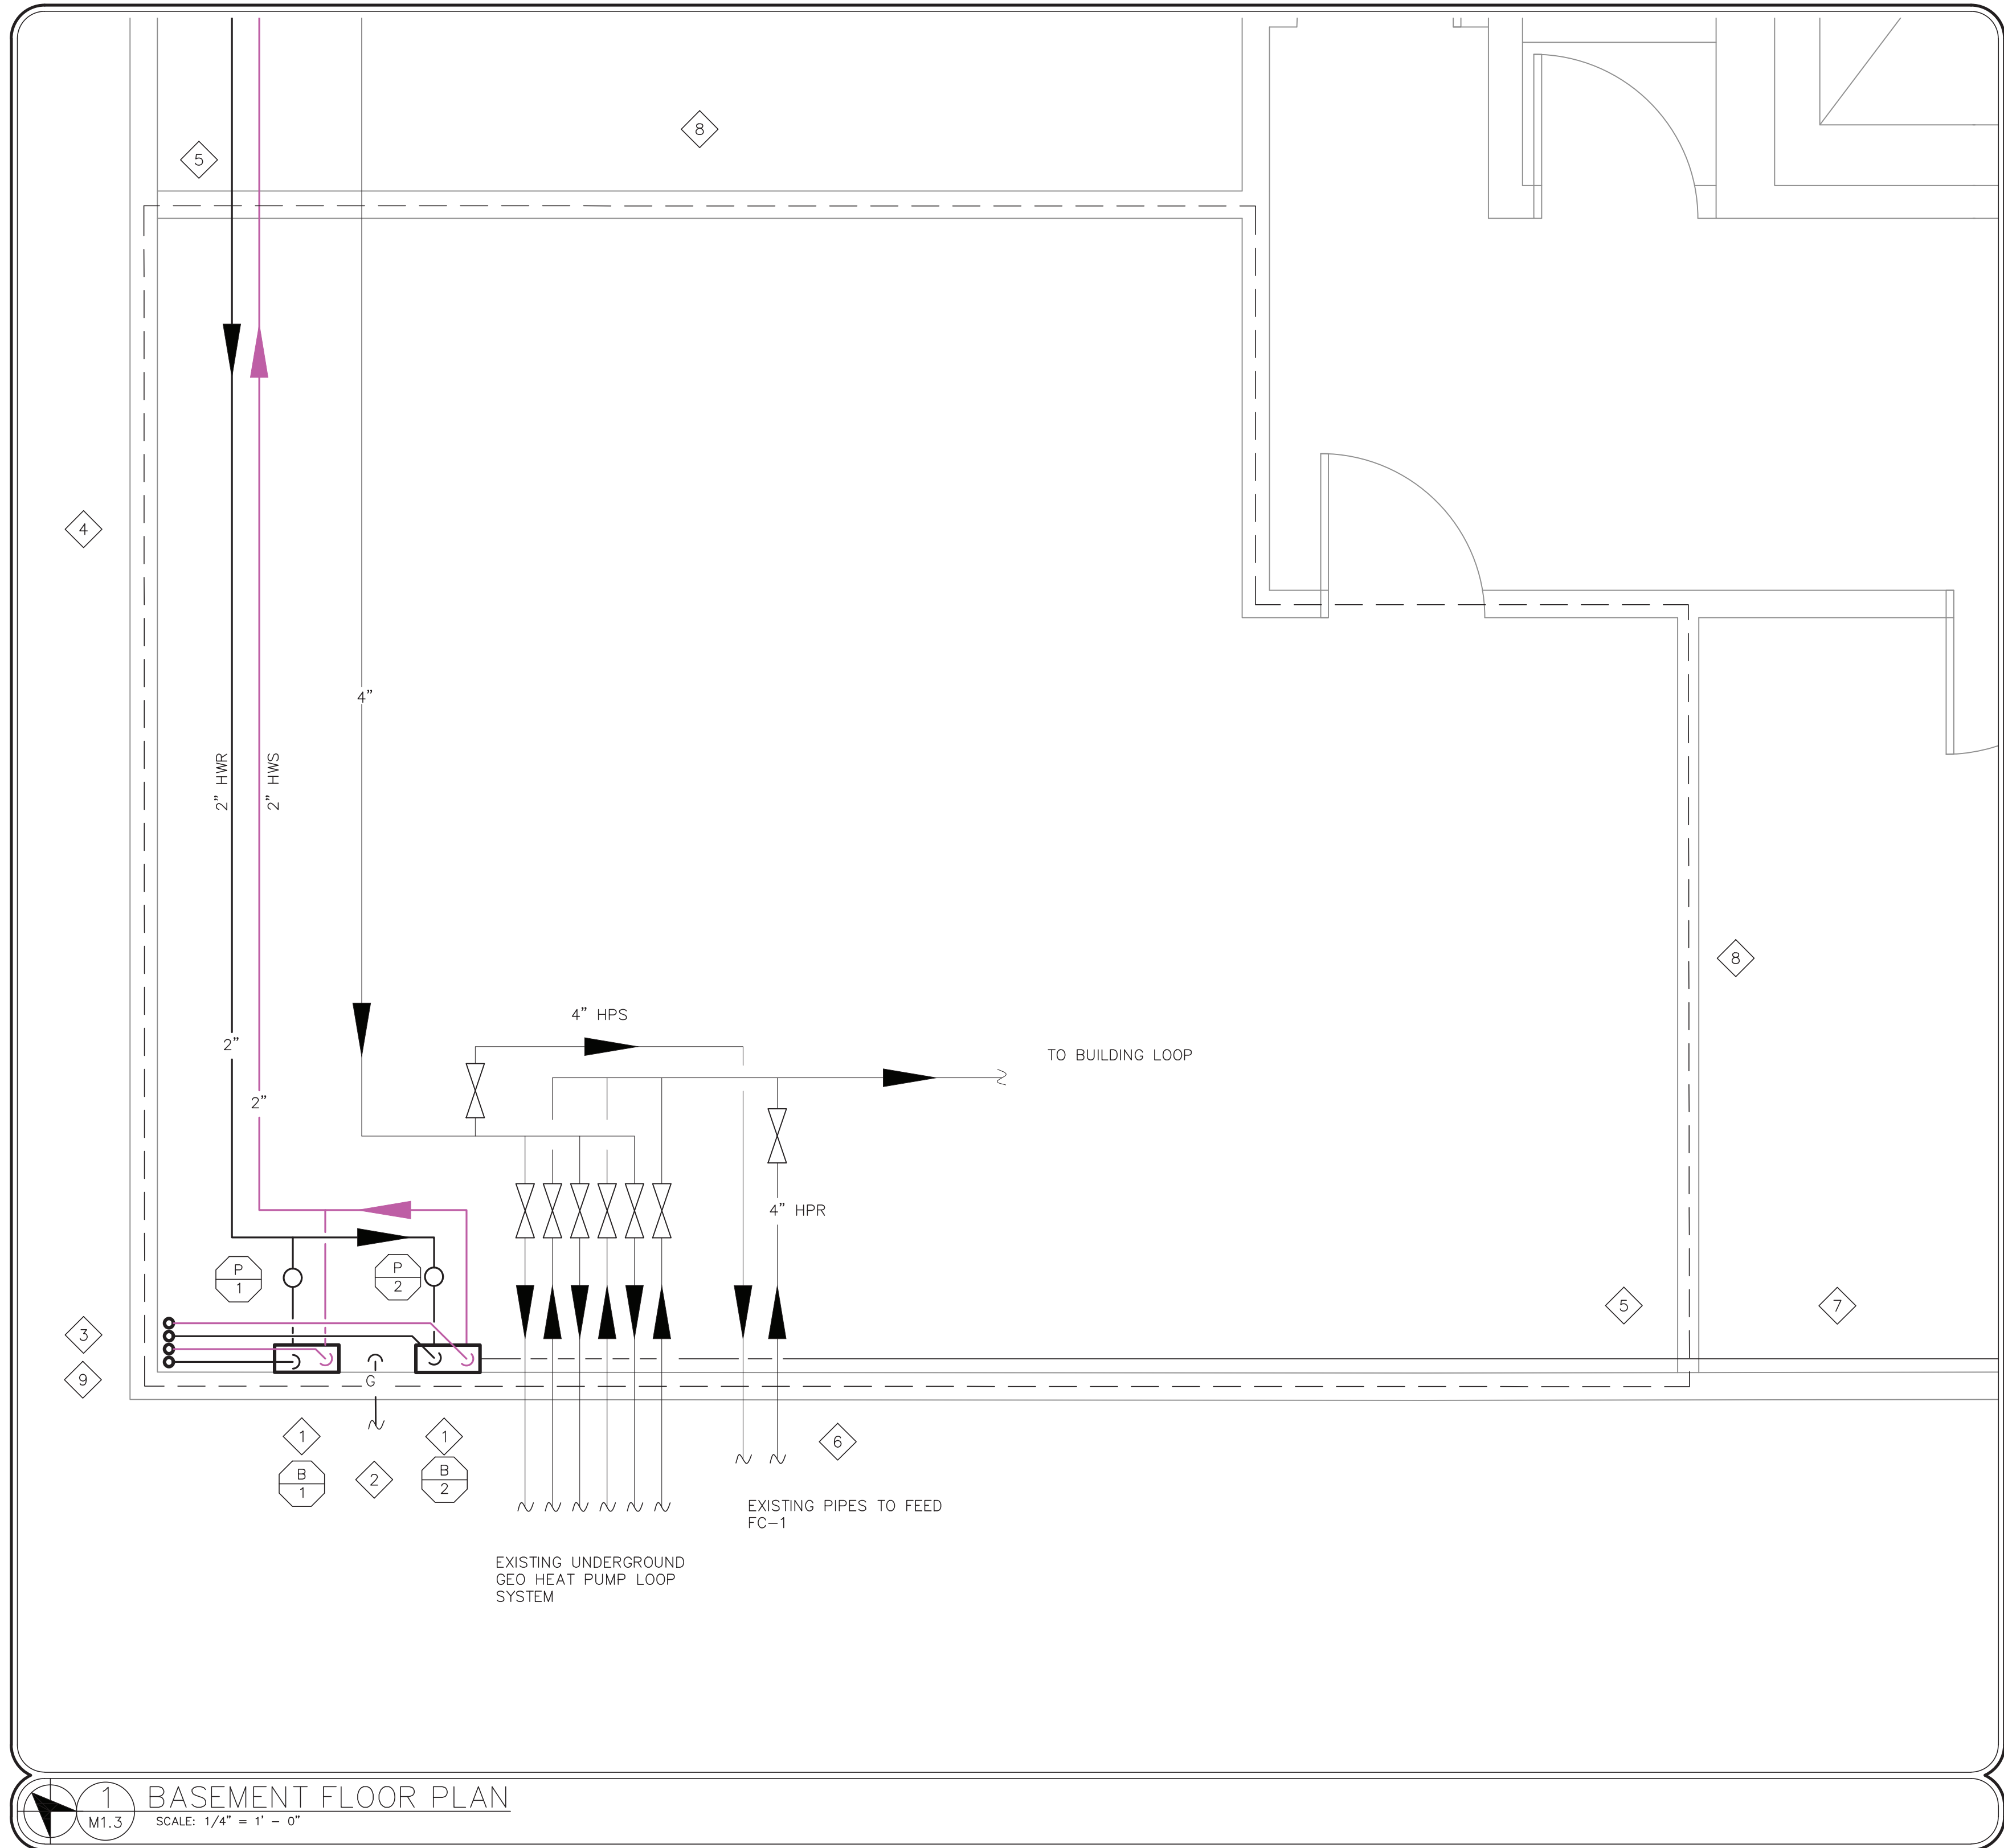 8
5
4
4"
2" HWR
2" HWS
8
4" HPS
2"
TO BUILDING LOOP
2"
4" HPR
P
1
P
2
5
7
3
9
G
1
1
6
B
1
2
B
2
EXISTING PIPES TO FEED
FC-1
EXISTING UNDERGROUND
GEO HEAT PUMP LOOP
SYSTEM
1
M1.3
BASEMENT FLOOR PLAN
SCALE: 1/4" = 1' - 0"